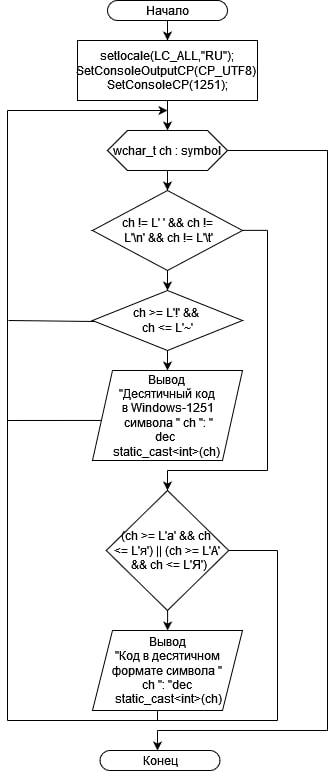 Начало
setlocale(LC_ALL,"RU");
SetConsoleOutputCP(CP_UTF8)
SetConsoleCP(1251);
wchar_t ch : symbol
ch != L' ' && ch !=
L'\n' && ch != L'\t'
ch >= L'!' &&
ch <= L'~'
Вывод
"Десятичный код
в Windows-1251
символа " ch ": "
dec
static_cast<int>(ch)
(ch >= L'а' && ch
<= L'я') || (ch >= L'А'
&& ch <= L'Я')
Вывод
"Код в десятичном
формате символа "
ch ": "dec
static_cast<int>(ch)
Конец